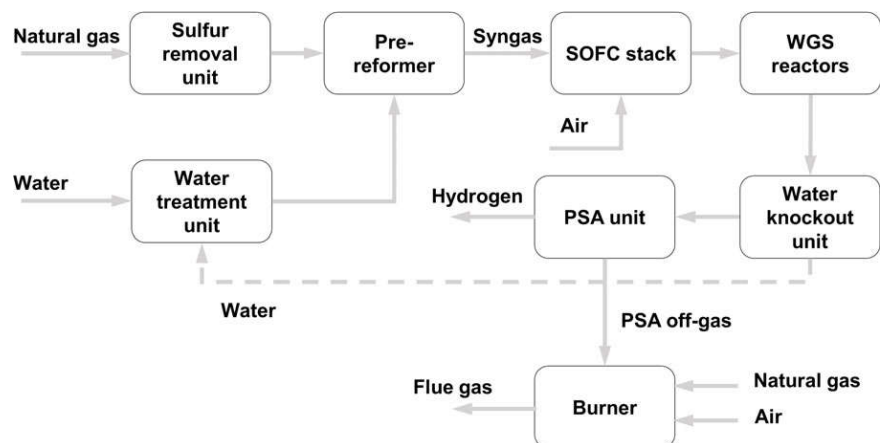 Natural gas
Sulfur
removal
unit
Pre-
reformer
Syngas
SOFC stack
WGS
reactors
Air
Water
Water
treatment
unit
Hydrogen
PSA unit
Water
knockout
unit
Water
PSA off-gas
Flue gas
Burner
Natural gas
Air